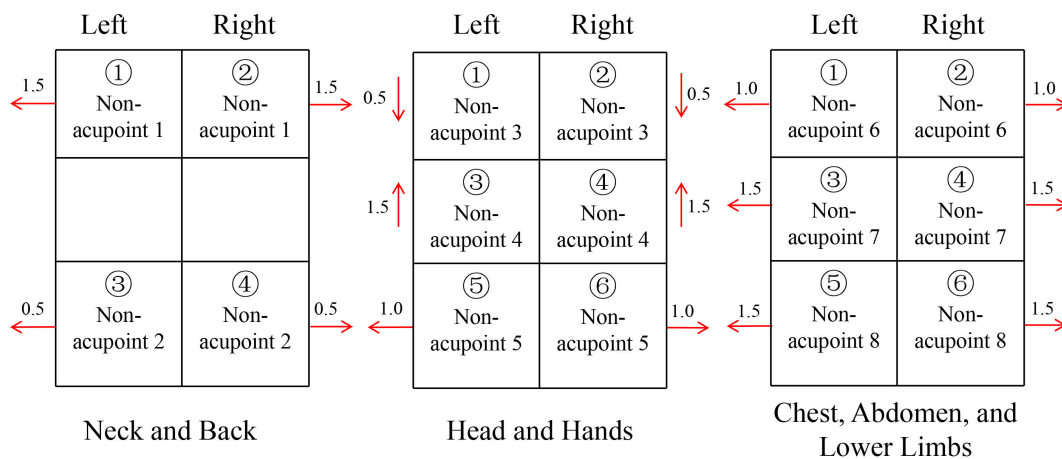 Left Right
① ②
Non- Non-
acupoint 1 acupoint 1
1.5 1.5
③ ④
Non- Non-
acupoint 2 acupoint 2
0.5 0.5
Neck and Back
Left Right
① ②
Non- Non-
acupoint 3 acupoint 3
0.5 0.5
③ ④
Non- Non-
acupoint 4 acupoint 4
1.5 1.5
⑤ ⑥
Non- Non-
acupoint 5 acupoint 5
1.0 1.0
Head and Hands
Left Right
① ②
Non- Non-
acupoint 6 acupoint 6
1.0 1.0
③ ④
Non- Non-
acupoint 7 acupoint 7
1.5 1.5
⑤ ⑥
Non- Non-
acupoint 8 acupoint 8
1.5 1.5
Chest, Abdomen, and
Lower Limbs